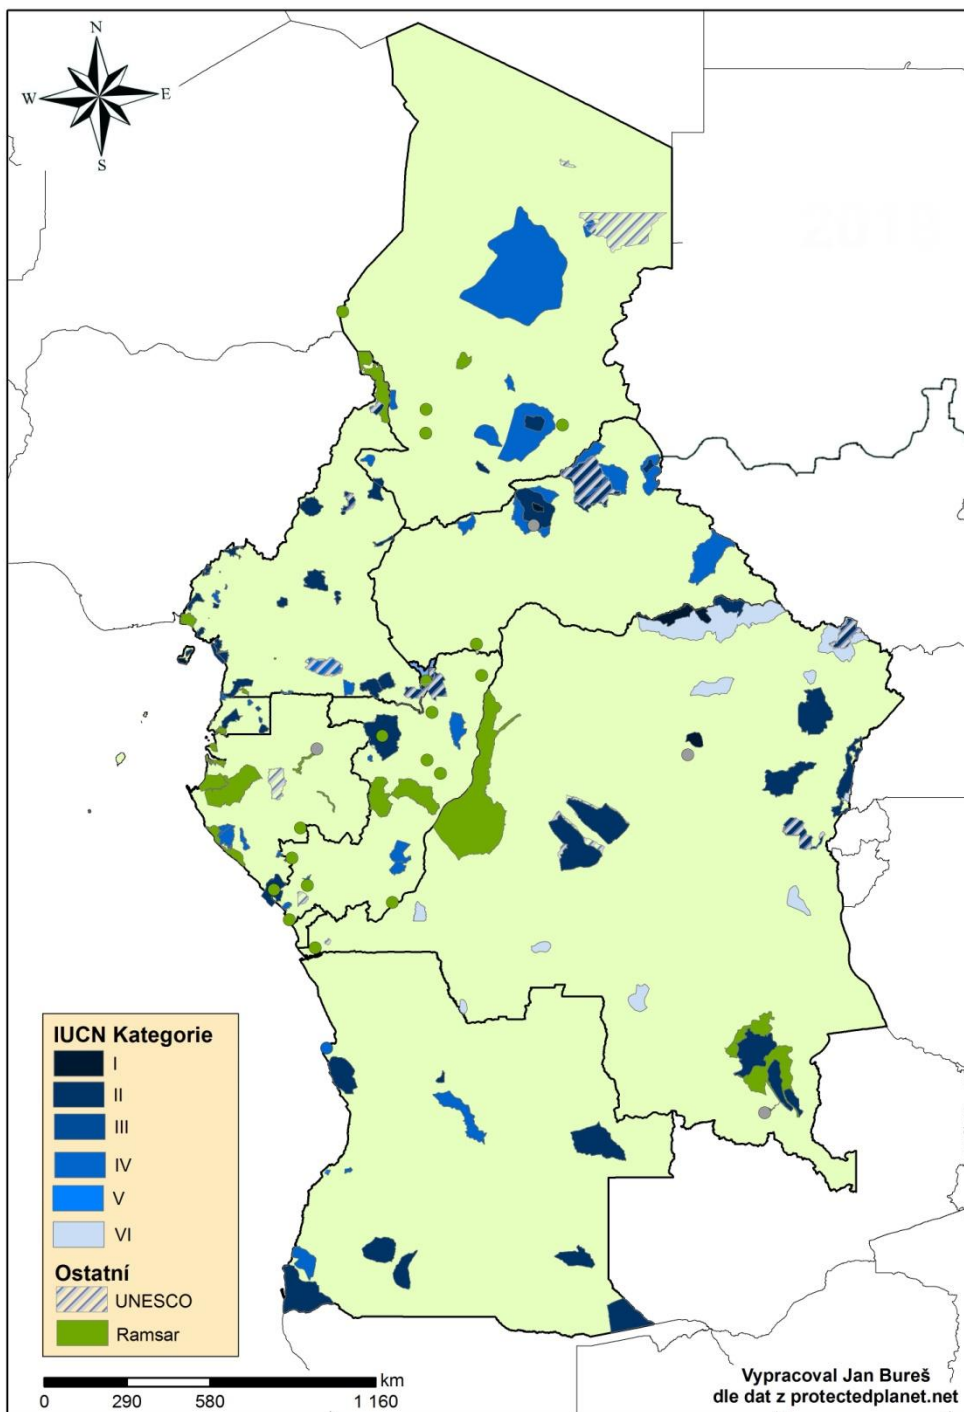 N
W E
S
IUCN Kategorie
I
II
III
IV
V
VI
Ostatní
UNESCO
Ramsar
km
0 290 580 1 160
Vypracoval Jan Bureš
dle dat z protectedplanet.net